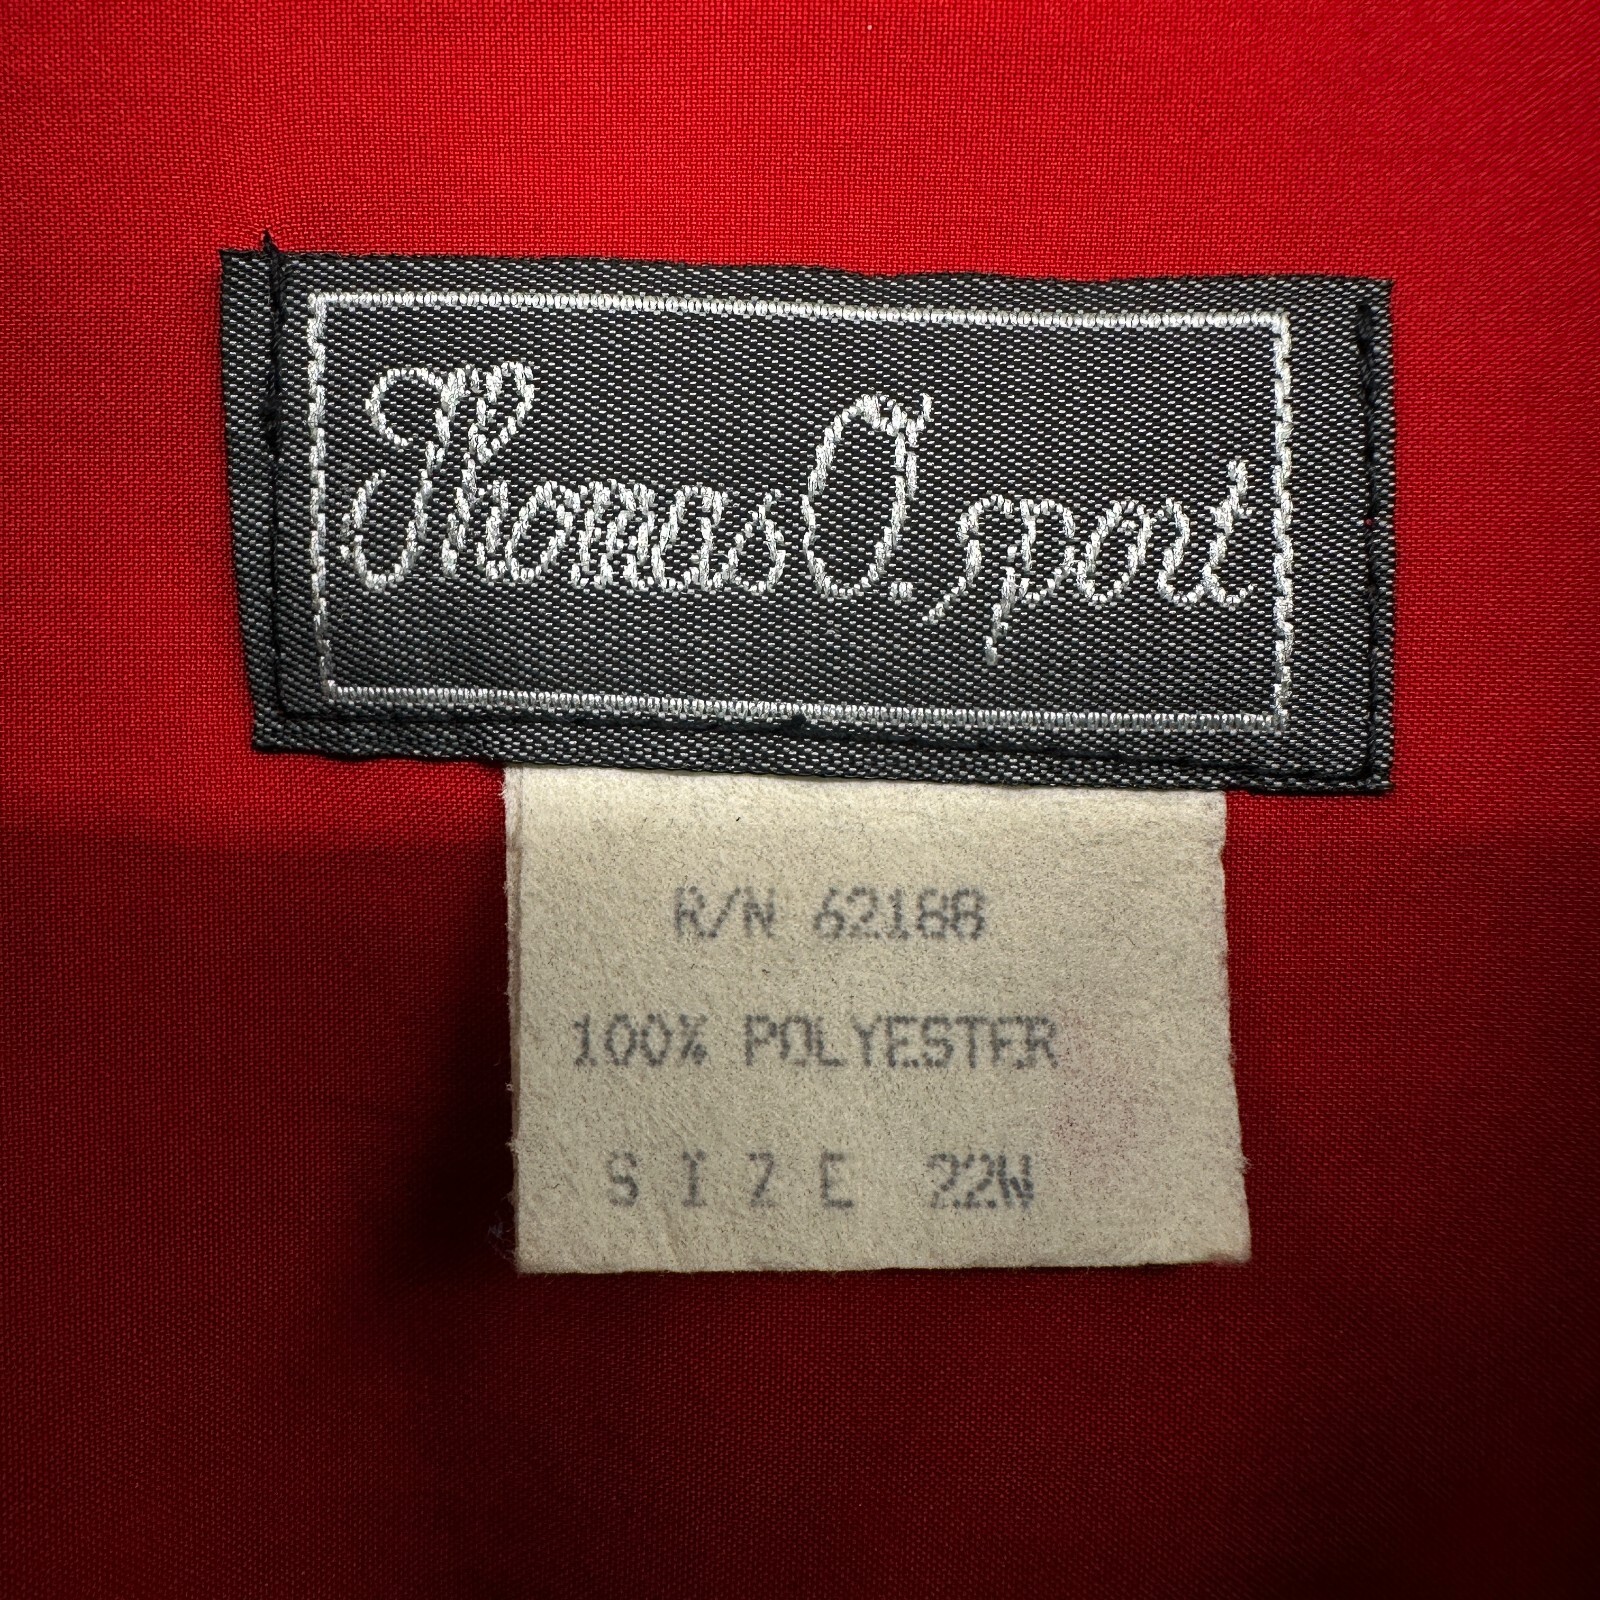 Thomas O. sport
R/N 62188
100% POLYESTER
SIZE 22W